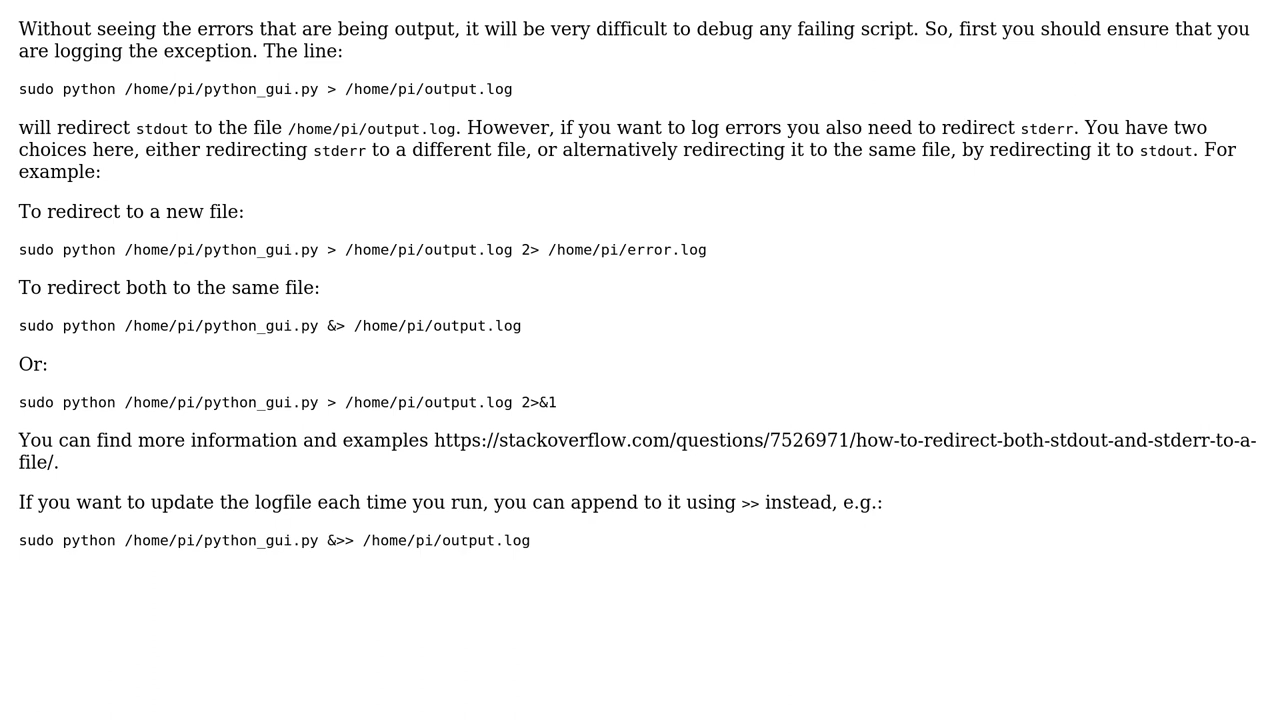 Without seeing the errors that are being output, it will be very difficult to debug any failing script. So, first you should ensure that you
are logging the exception. The line:
sudo python /home/pi/python_gui.py > /home/pi/output.log
will redirect stdout to the file /home/pi/output.log. However, if you want to log errors you also need to redirect stderr. You have two
choices here, either redirecting stderr to a different file, or alternatively redirecting it to the same file, by redirecting it to stdout. For
example:
To redirect to a new file:
sudo python /home/pi/python_gui.py > /home/pi/output.log 2> /home/pi/error.log
To redirect both to the same file:
sudo python /home/pi/python_gui.py &> /home/pi/output.log
Or:
sudo python /home/pi/python_gui.py > /home/pi/output.log 2>&1
You can find more information and examples https://stackoverflow.com/questions/7526971/how-to-redirect-both-stdout-and-stderr-to-a-
file/.
If you want to update the logfile each time you run, you can append to it using >> instead, e.g.:
sudo python /home/pi/python_gui.py &>> /home/pi/output.log